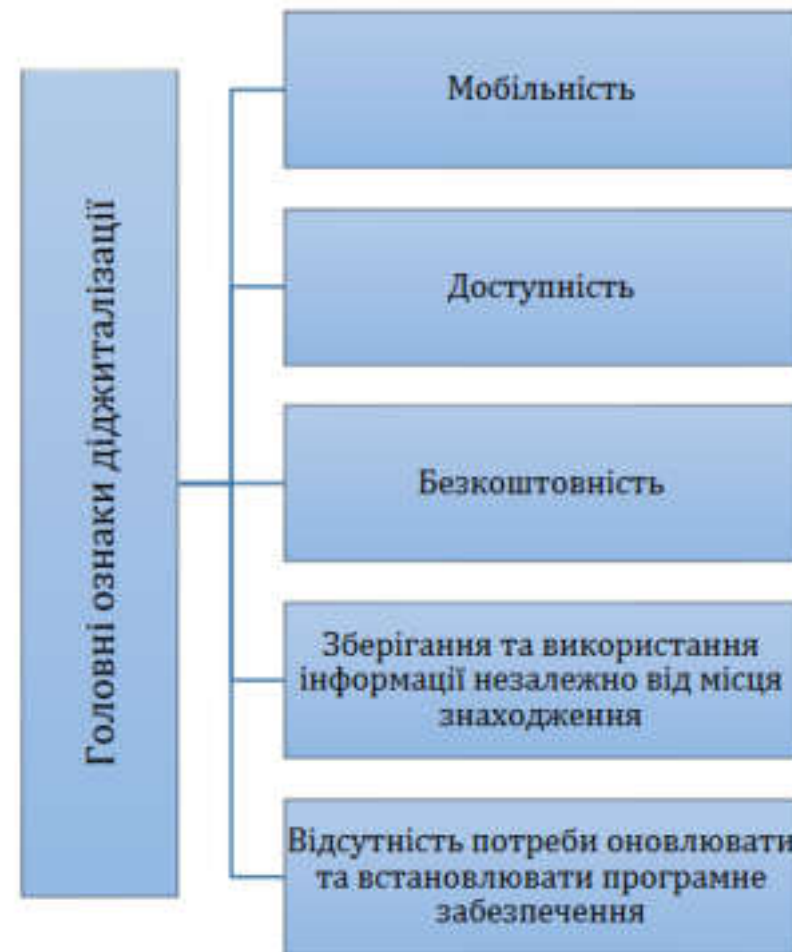 Головні ознаки діджиталізації
Мобільність
Доступність
Безкоштовність
Зберігання та використання
інформації незалежно від місця
знаходження
Відсутність потреби оновлювати
та встановлювати програмне
забезпечення